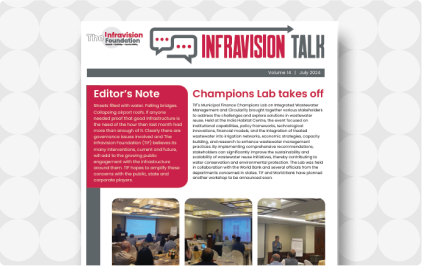 The Infravision
Foundation
INFRAVISION TALK
Volume 14 | July 2024
Editor's Note
Streets filled with water. Falling bridges.
Collapsing airport roofs. If anyone
needed proof that good infrastructure is
the need of the hour then last month had
more than enough of it. Clearly there are
governance issues involved and The
Infravision Foundation (TIF) believes its
many interventions, current and future,
will add to the growing public
engagement with the infrastructure
around them. TIF hopes to amplify these
concerns with the public, state and
corporate players.
Champions Lab takes off
TIF's Municipal Finance Champions Lab on Integrated Wastewater
Management and Circularity brought together various stakeholders
to address the challenges and explore solutions in wastewater
reuse. Held at the India Habitat Centre, the event focused on
institutional capabilities, policy frameworks, technological
innovations, financial models, and the integration of treated
wastewater into irrigation networks, economic strategies, capacity
building, and research to enhance wastewater management
practices. By implementing comprehensive recommendations,
stakeholders can significantly improve the sustainability and
scalability of wastewater reuse initiatives, thereby contributing to
water conservation and environmental protection. The Lab was held
in collaboration with the World Bank and several officials from the
departments concerned in states. TIF and World Bank have planned
another workshop to be announced soon.